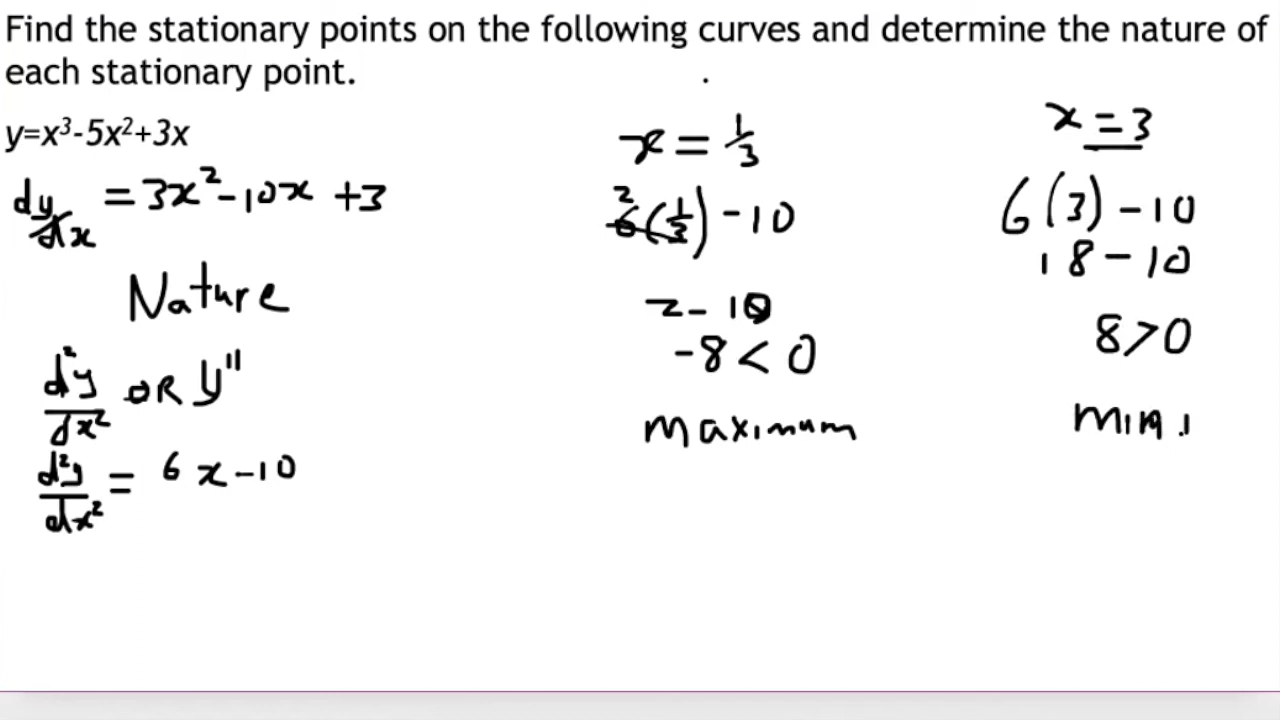 Find the stationary points on the following curves and determine the nature of
each stationary point.
y=x³-5x²+3x
dy/dx = 3x² - 10x + 3
Nature
d²y/dx² OR y"
d²y/dx² = 6x - 10
x = 1/3
2
6(1/3) - 10
2 - 10
-8 < 0
maximum
x = 3
6(3) - 10
18 - 10
8 > 0
min.